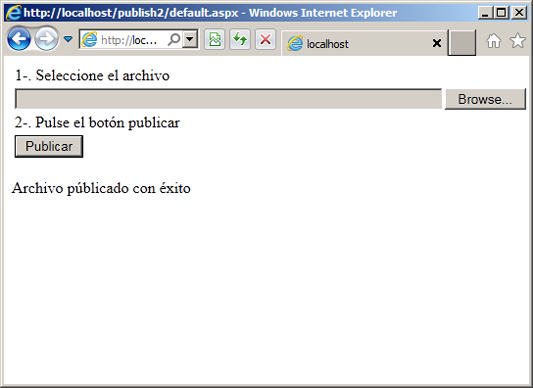 http://localhost/publish2/default.aspx - Windows Internet Explorer
http://loc...
localhost
1-. Seleccione el archivo
Browse...
2-. Pulse el botón publicar
Publicar
Archivo públicado con éxito